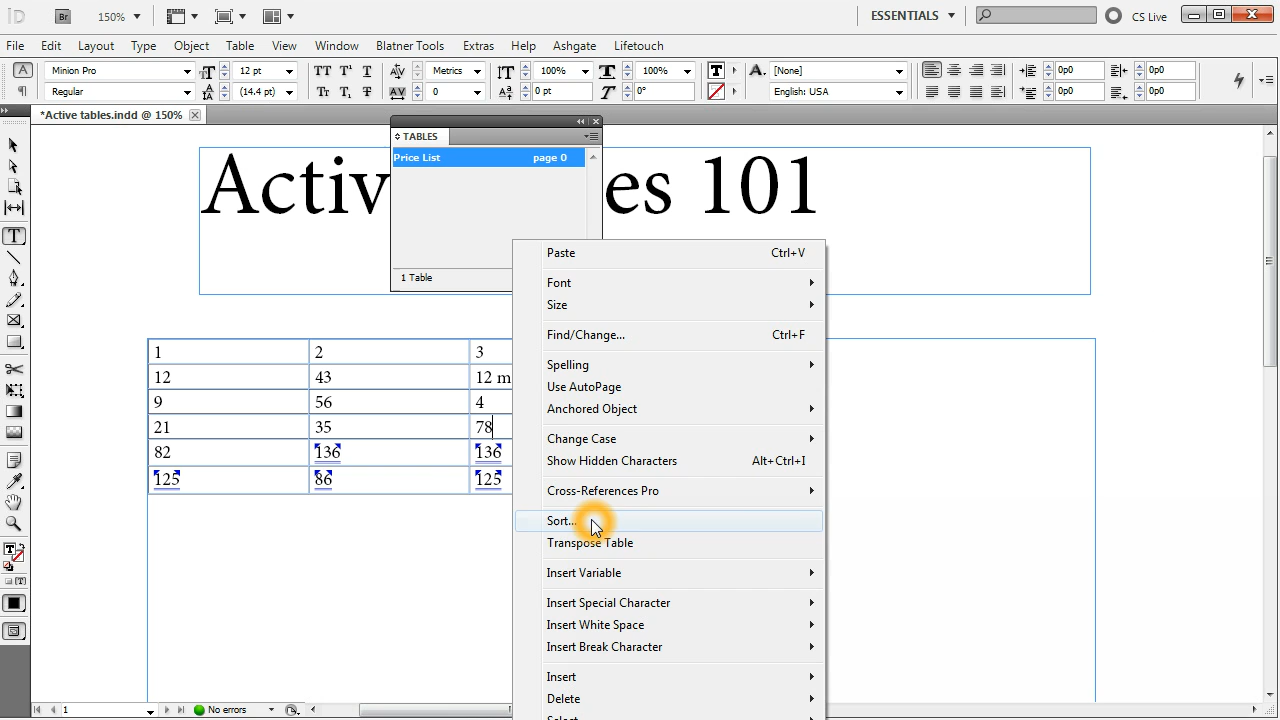 Br 150% ESSENTIALS CS Live
File Edit Layout Type Object Table View Window Blatner Tools Extras Help Ashgate Lifetouch
Minion Pro 12 pt Metrics 100% 100% [None] 0p0 0p0
Regular (14.4 pt) 0 0 pt 0° English: USA 0p0 0p0
*Active tables.indd @ 150%
TABLES
Price List page 0
1 Table
Activ es 101
1 2 3
12 43 12 m
9 56 4
21 35 78
82 136 136
125 86 125
Paste Ctrl+V
Font
Size
Find/Change... Ctrl+F
Spelling
Use AutoPage
Anchored Object
Change Case
Show Hidden Characters Alt+Ctrl+I
Cross-References Pro
Sort...
Transpose Table
Insert Variable
Insert Special Character
Insert White Space
Insert Break Character
Insert
Delete
Select
1 No errors